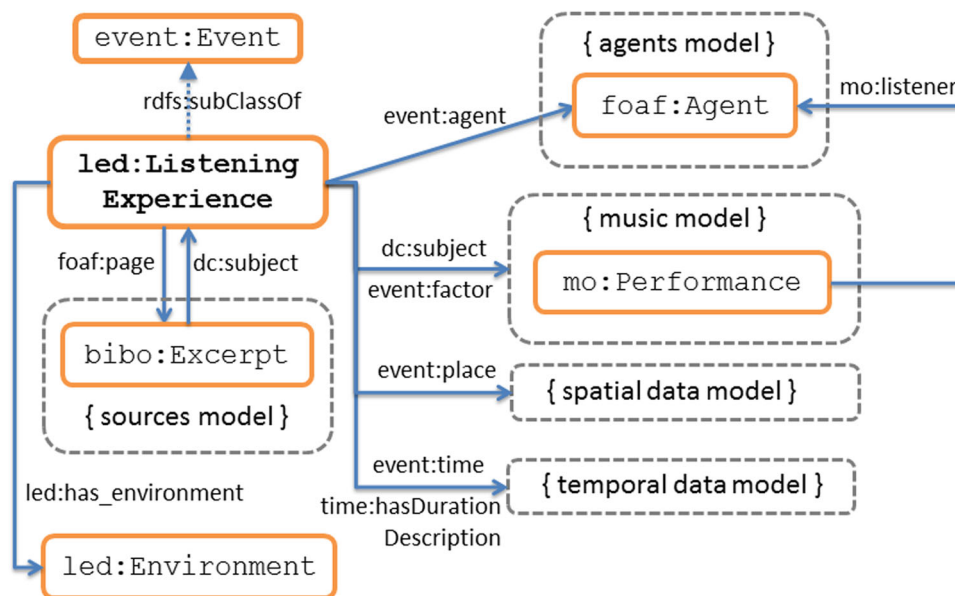 event:Event
rdfs:subClassOf
led:Listening
Experience
foaf:page
dc:subject
bibo:Excerpt
{ sources model }
led:has_environment
led:Environment
event:agent
{ agents model }
foaf:Agent
mo:listener
dc:subject
event:factor
{ music model }
mo:Performance
event:place
{ spatial data model }
event:time
time:hasDuration
Description
{ temporal data model }